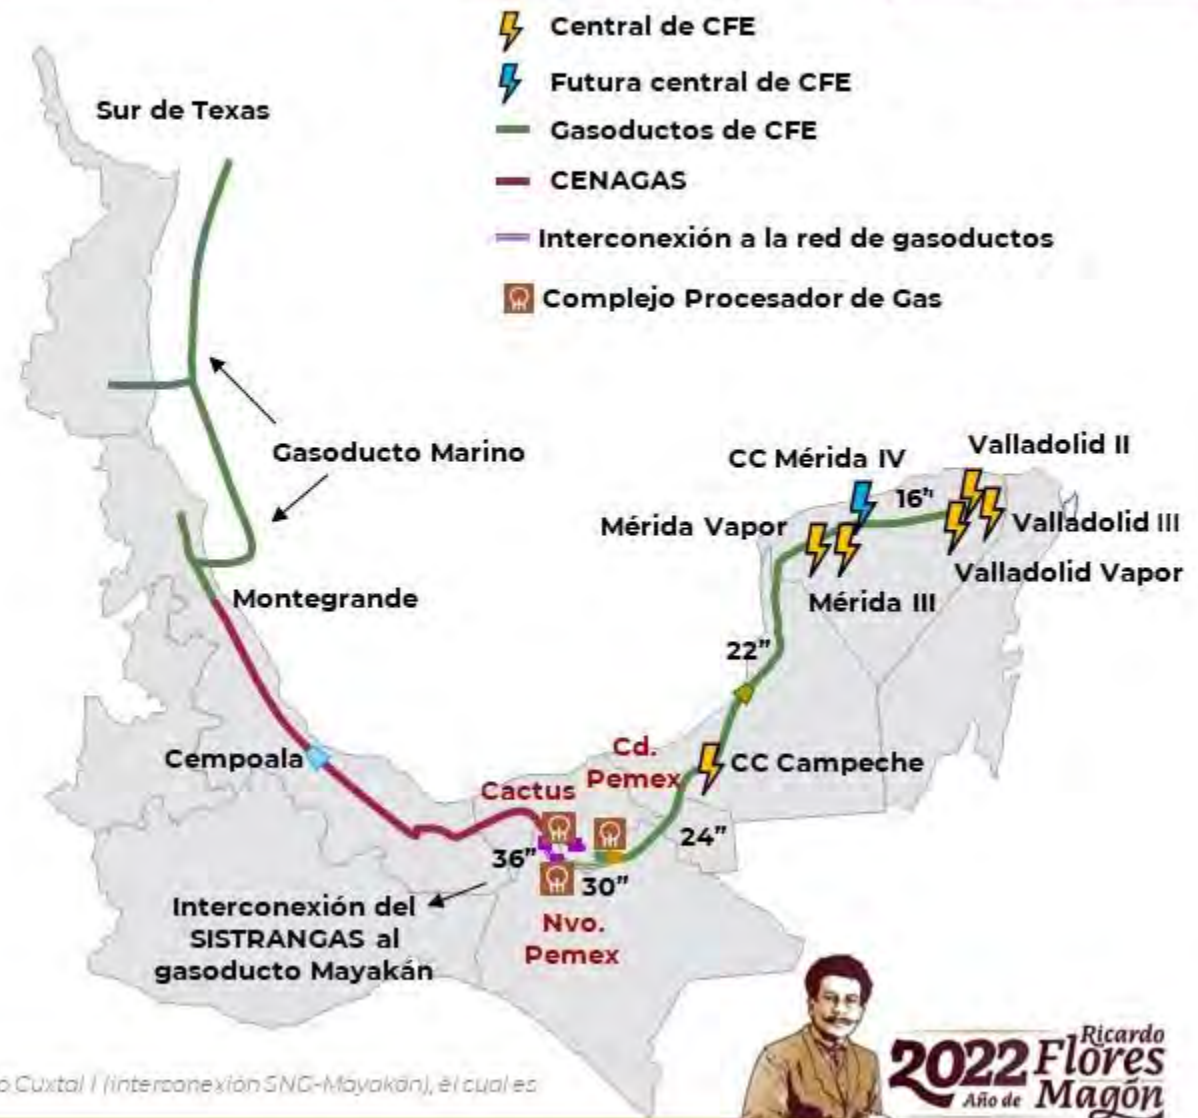 Central de CFE
Futura central de CFE
Gasoductos de CFE
CENAGAS
Interconexión a la red de gasoductos
Complejo Procesador de Gas
Sur de Texas
Gasoducto Marino
Montegrande
Cempoala
CC Mérida IV
Valladolid II
16"
Mérida Vapor
Valladolid III
Valladolid Vapor
Mérida III
22”
Cd.
Pemex
CC Campeche
Cactus
24”
36”
30”
Interconexión del
SISTRANGAS al
gasoducto Mayakán
Nvo.
Pemex
Cuxtal I (interconexión SNG-Mayakán), el cual es
2022
Año de
Ricardo
Flores
Magón